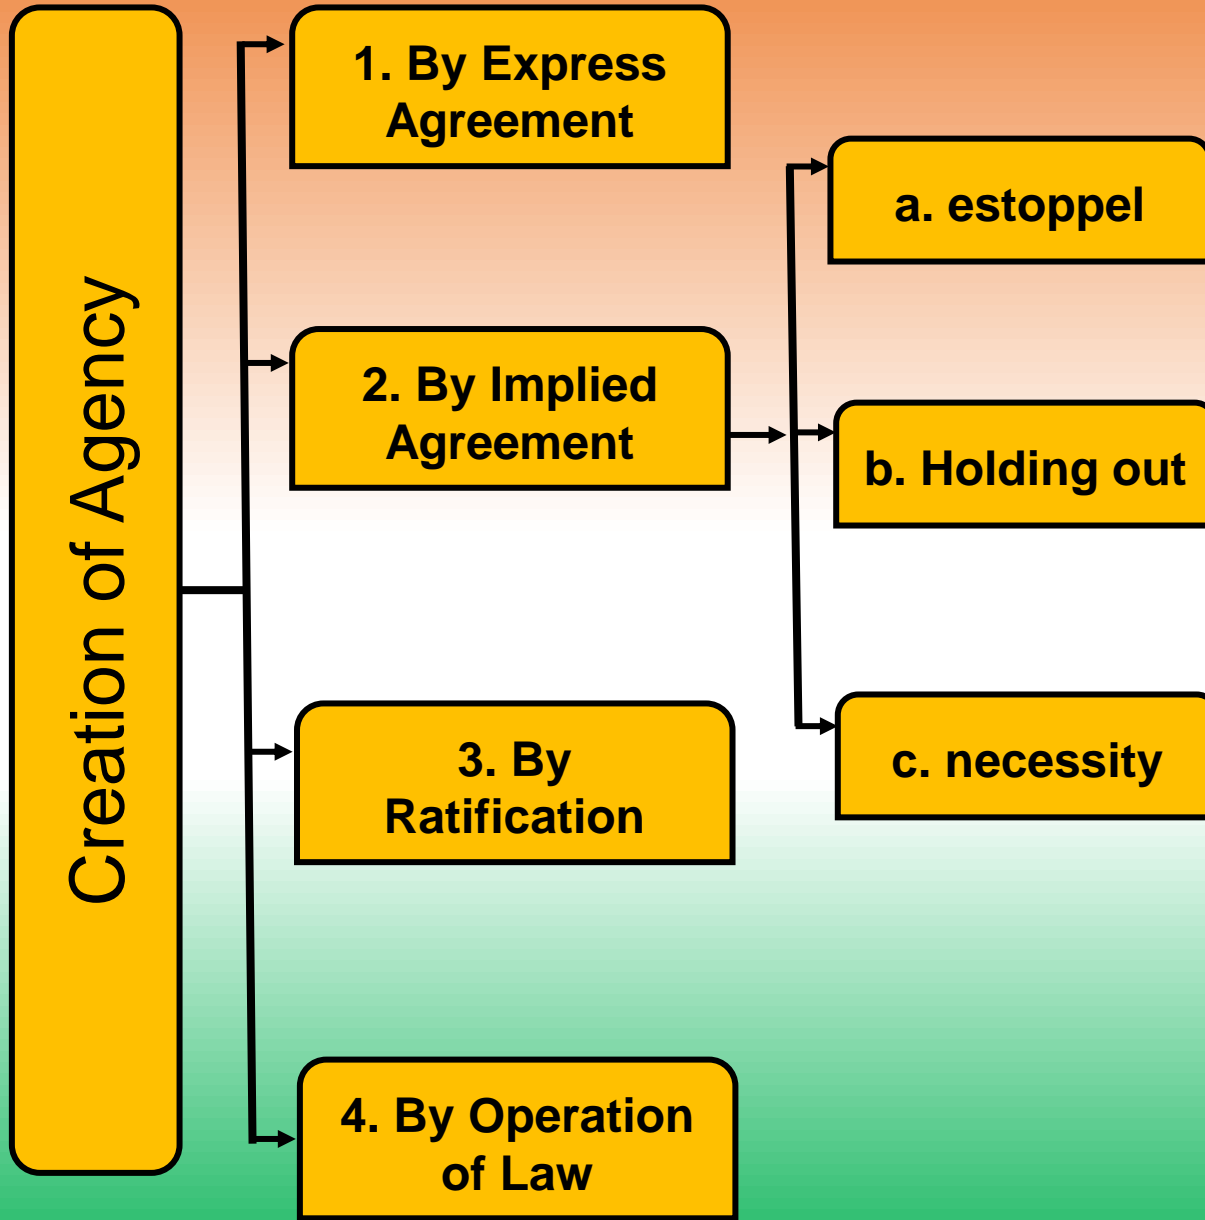 Creation of Agency
1. By Express
Agreement
2. By Implied
Agreement
a. estoppel
b. Holding out
c. necessity
3. By
Ratification
4. By Operation
of Law